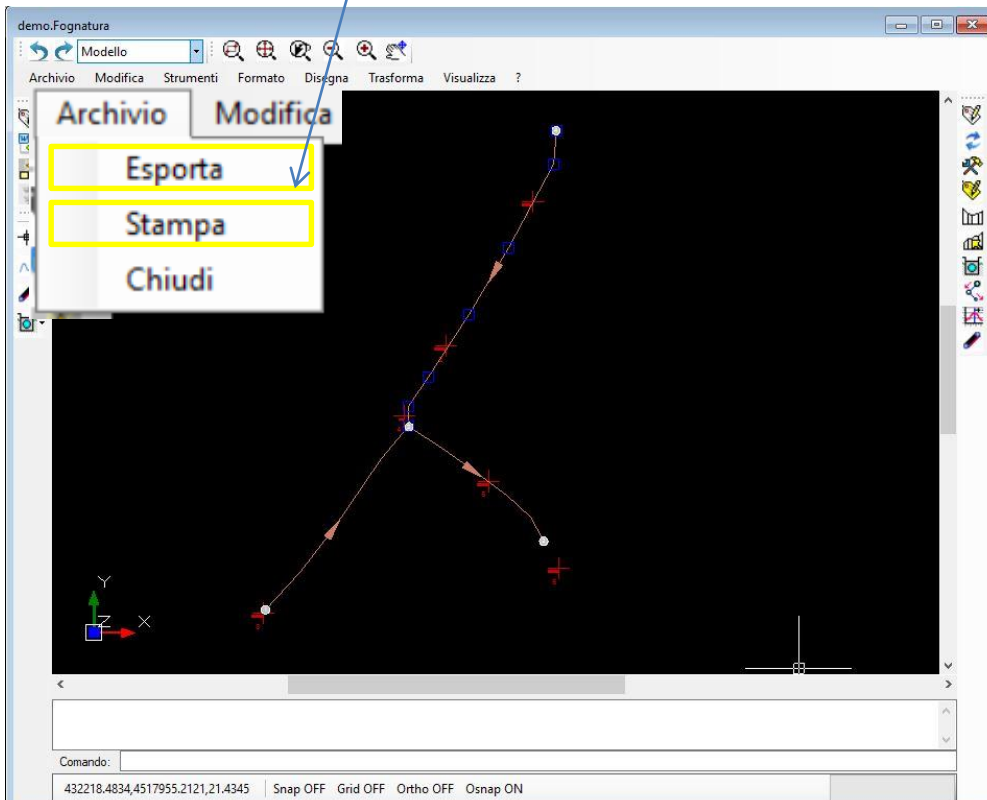 demo.Fognatura
Modello
Archivio Modifica Strumenti Formato Disegna Trasforma Visualizza ?
Archivio Modifica
Esporta
Stampa
Chiudi
Y
Z X
Comando:
432218.4834,4517955.2121,21.4345 Snap OFF Grid OFF Ortho OFF Osnap ON